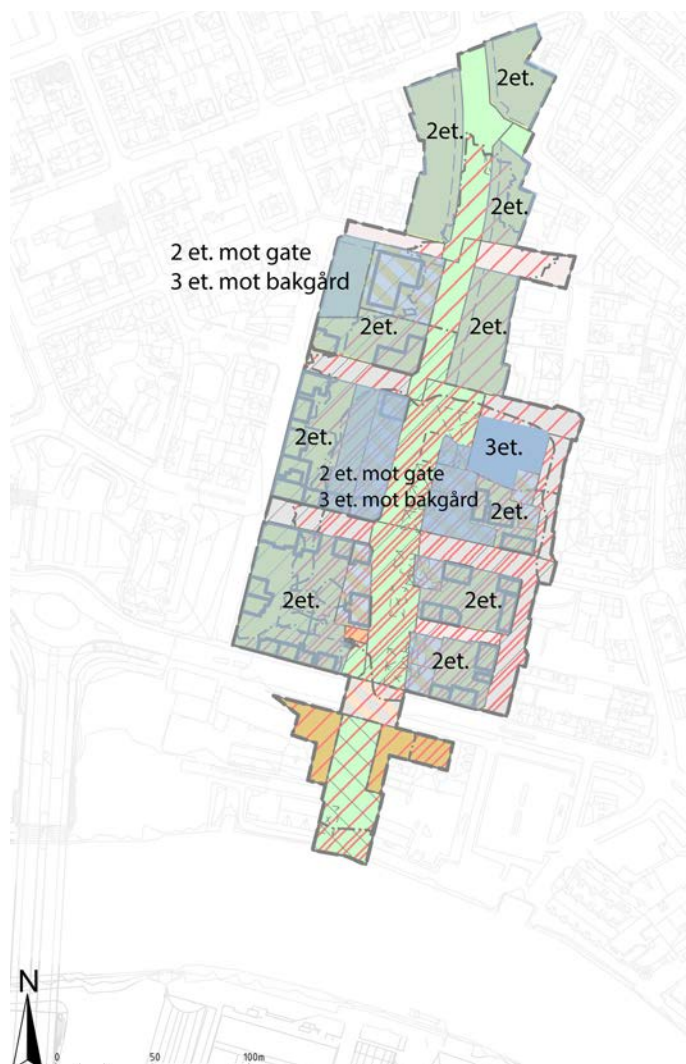 2et.
2et.
2et.
2 et. mot gate
3 et. mot bakgård
2et.
2et.
2et.
3et.
2 et. mot gate
3 et. mot bakgård
2et.
2et.
2et.
2et.
N
0 50 100m